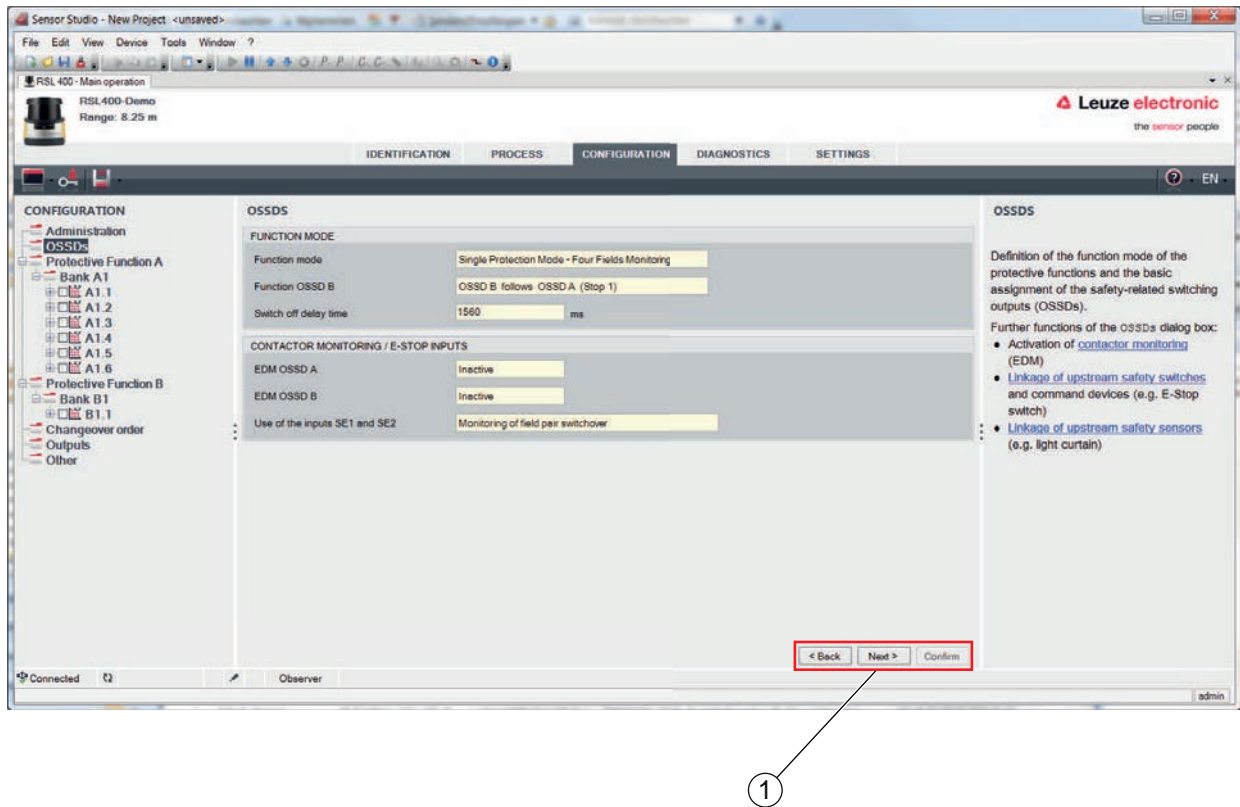 Sensor Studio - New Project <unsaved>
File Edit View Device Tools Window ?
RSL 400 - Main operation
RSL400-Demo
Range: 8.25 m
Leuze electronic
the sensor people
IDENTIFICATION PROCESS CONFIGURATION DIAGNOSTICS SETTINGS
EN
CONFIGURATION
Administration
OSSDs
Protective Function A
Bank A1
A1.1
A1.2
A1.3
A1.4
A1.5
A1.6
Protective Function B
Bank B1
B1.1
Changeover order
Outputs
Other
OSSDS
FUNCTION MODE
Function mode Single Protection Mode - Four Fields Monitoring
Function OSSD B OSSD B follows OSSD A (Stop 1)
Switch off delay time 1560 ms
CONTACTOR MONITORING / E-STOP INPUTS
EDM OSSD A Inactive
EDM OSSD B Inactive
Use of the inputs SE1 and SE2 Monitoring of field pair switchover
< Back Next > Confirm
OSSDS
Definition of the function mode of the
protective functions and the basic
assignment of the safety-related switching
outputs (OSSDs).
Further functions of the OSSDs dialog box:
• Activation of contactor monitoring
(EDM)
• Linkage of upstream safety switches
and command devices (e.g. E-Stop
switch)
• Linkage of upstream safety sensors
(e.g. light curtain)
Connected Observer
admin
1